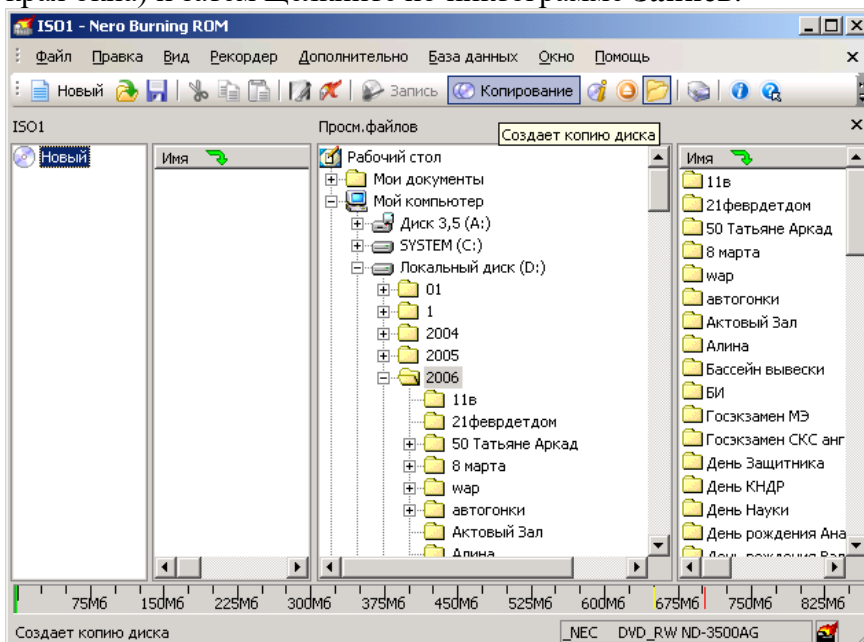 ISO1 - Nero Burning ROM
Файл Правка Вид Рекордер Дополнительно База данных Окно Помощь
Новый Запись Копирование
ISO1 Просм.файлов
Создает копию диска
Новый
Имя
Рабочий стол
Мои документы
Мой компьютер
Диск 3,5 (A:)
SYSTEM (C:)
Локальный диск (D:)
01
1
2004
2005
2006
11в
21февrдетдом
50 Татьяне Аркад
8 марта
wap
автогонки
Актовый Зал
Алина
Имя
11в
21феврдетдом
50 Татьяне Аркад
8 марта
wap
автогонки
Актовый Зал
Алина
Бассейн вывески
БИ
Госэкзамен МЭ
Госэкзамен СКС анг
День Защитника
День КНДР
День Науки
День рождения Ана
75Мб 150Мб 225Мб 300Мб 375Мб 450Мб 525Мб 600Мб 675Мб 750Мб 825Мб
Создает копию диска
_NEC DVD_RW ND-3500AG